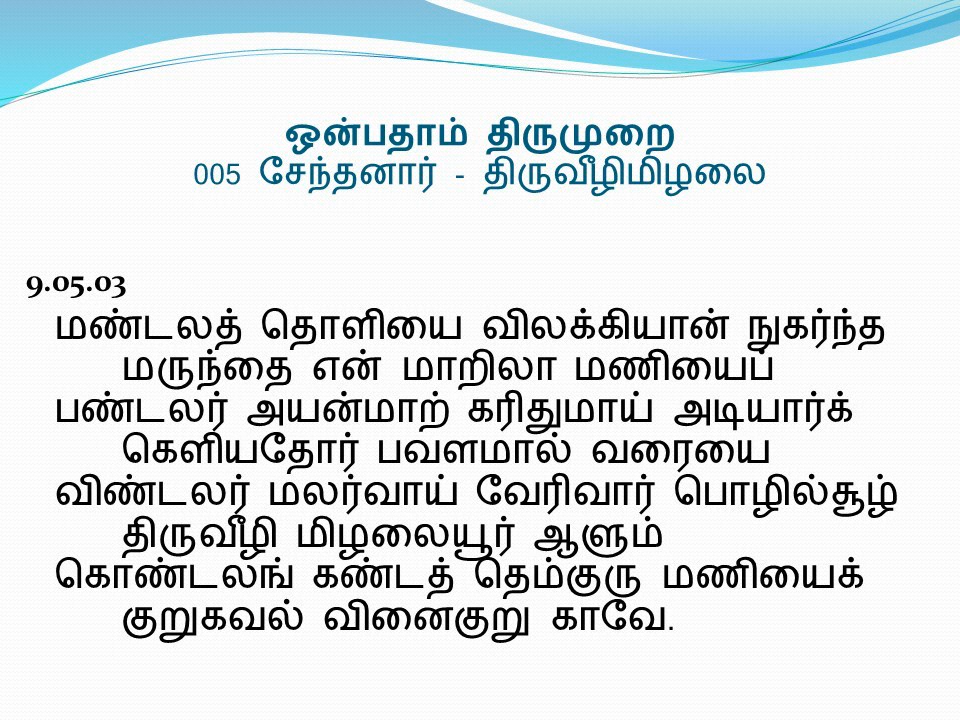 ஒன்பதாம் திருமுறை
005 சேந்தனார் - திருவீழிமிழலை
9.05.03
மண்டலத் தொளியை விலக்கியான் நுகர்ந்த
மருந்தை என் மாறிலா மணியைப்
பண்டலர் அயன்மாற் கரிதுமாய் அடியார்க்
கெளியதோர் பவளமால் வரையை
விண்டலர் மலர்வாய் வேரிவார் பொழில்சூழ்
திருவீழி மிழலையூர் ஆளும்
கொண்டலங் கண்டத் தெம்குரு மணியைக்
குறுகவல் வினைகுறு காவே.